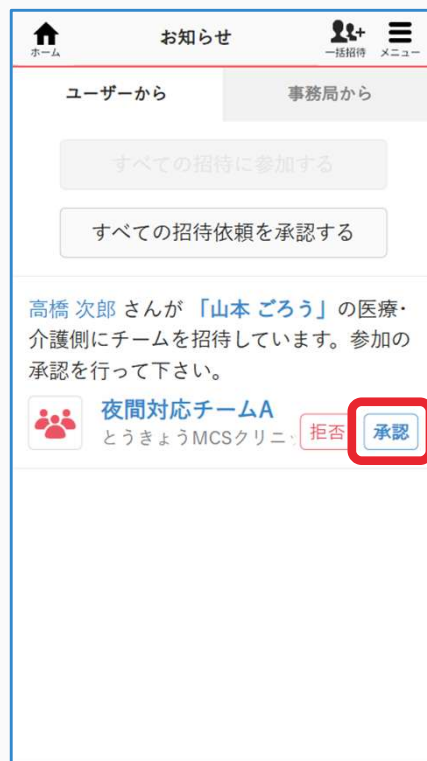 お知らせ
ホーム
一括招待
メニュー
ユーザーから
事務局から
すべての招待に参加する
すべての招待依頼を承認する
高橋 次郎 さんが 「山本 ごろう」の医療・
介護側にチームを招待しています。参加の
承認を行って下さい。
夜間対応チームA
とうきょうMCSクリニ
拒否
承認